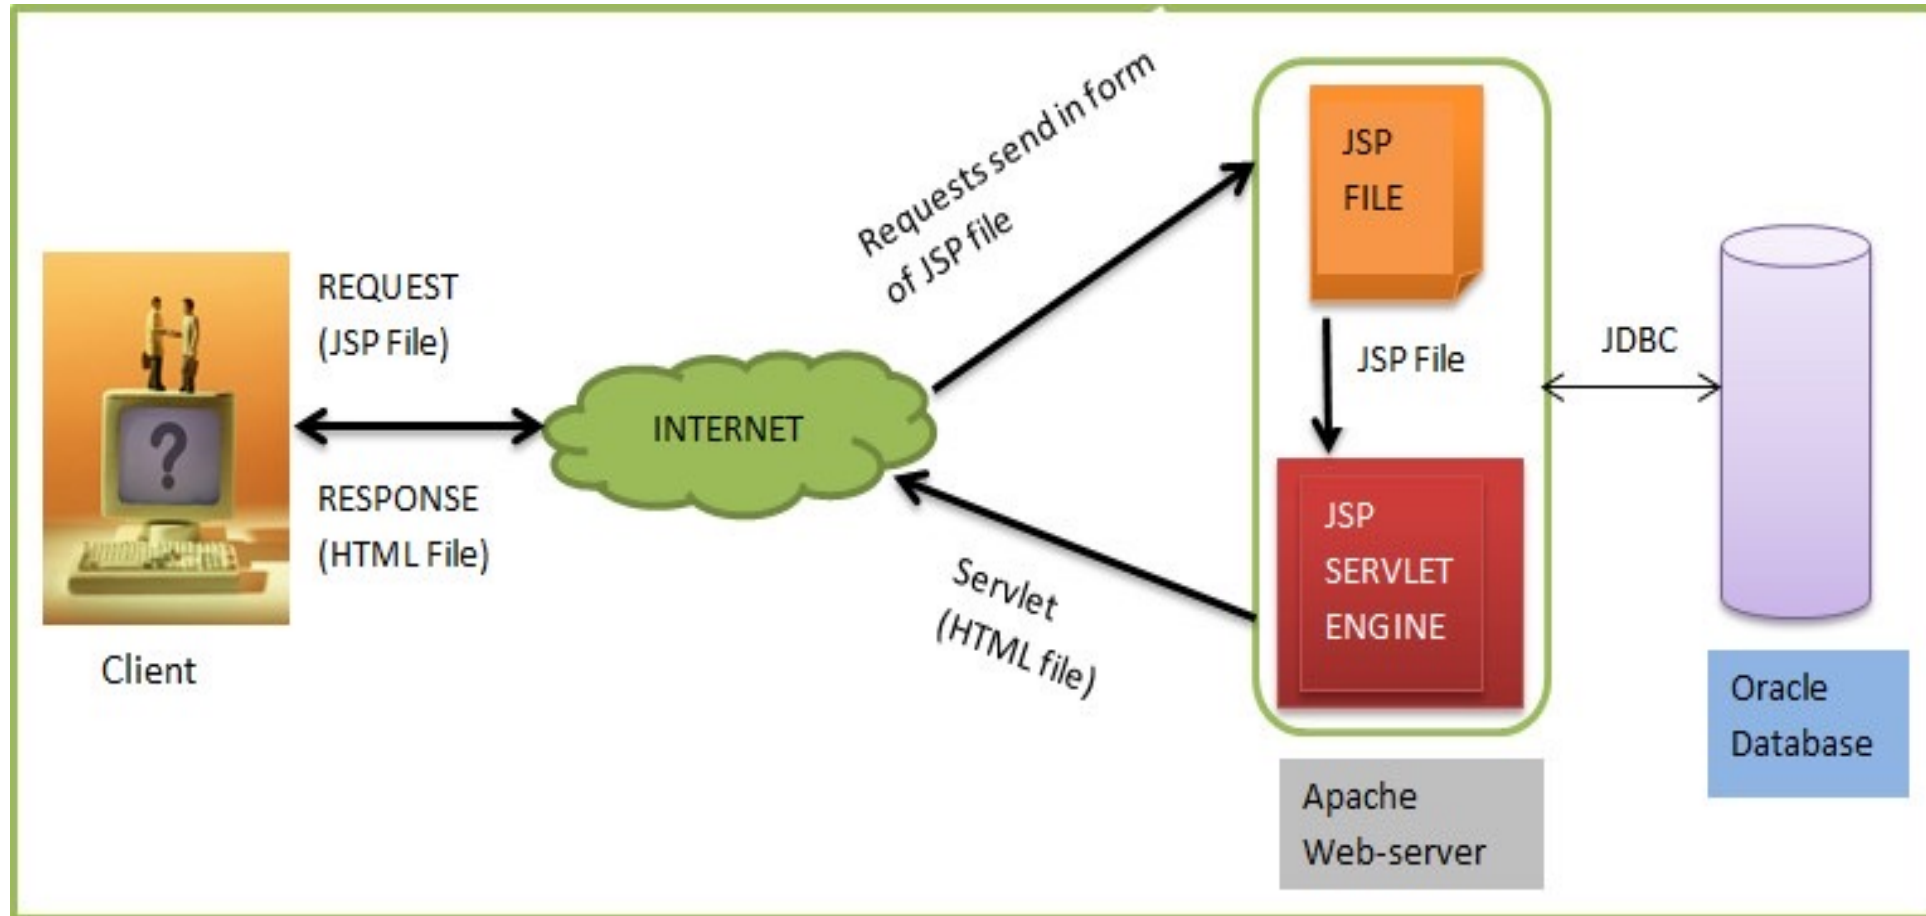 REQUEST
(JSP File)
RESPONSE
(HTML File)
Client
?
INTERNET
Requests send in form
of JSP file
Servlet
(HTML file)
JSP
FILE
JSP File
JSP
SERVLET
ENGINE
Apache
Web-server
JDBC
Oracle
Database